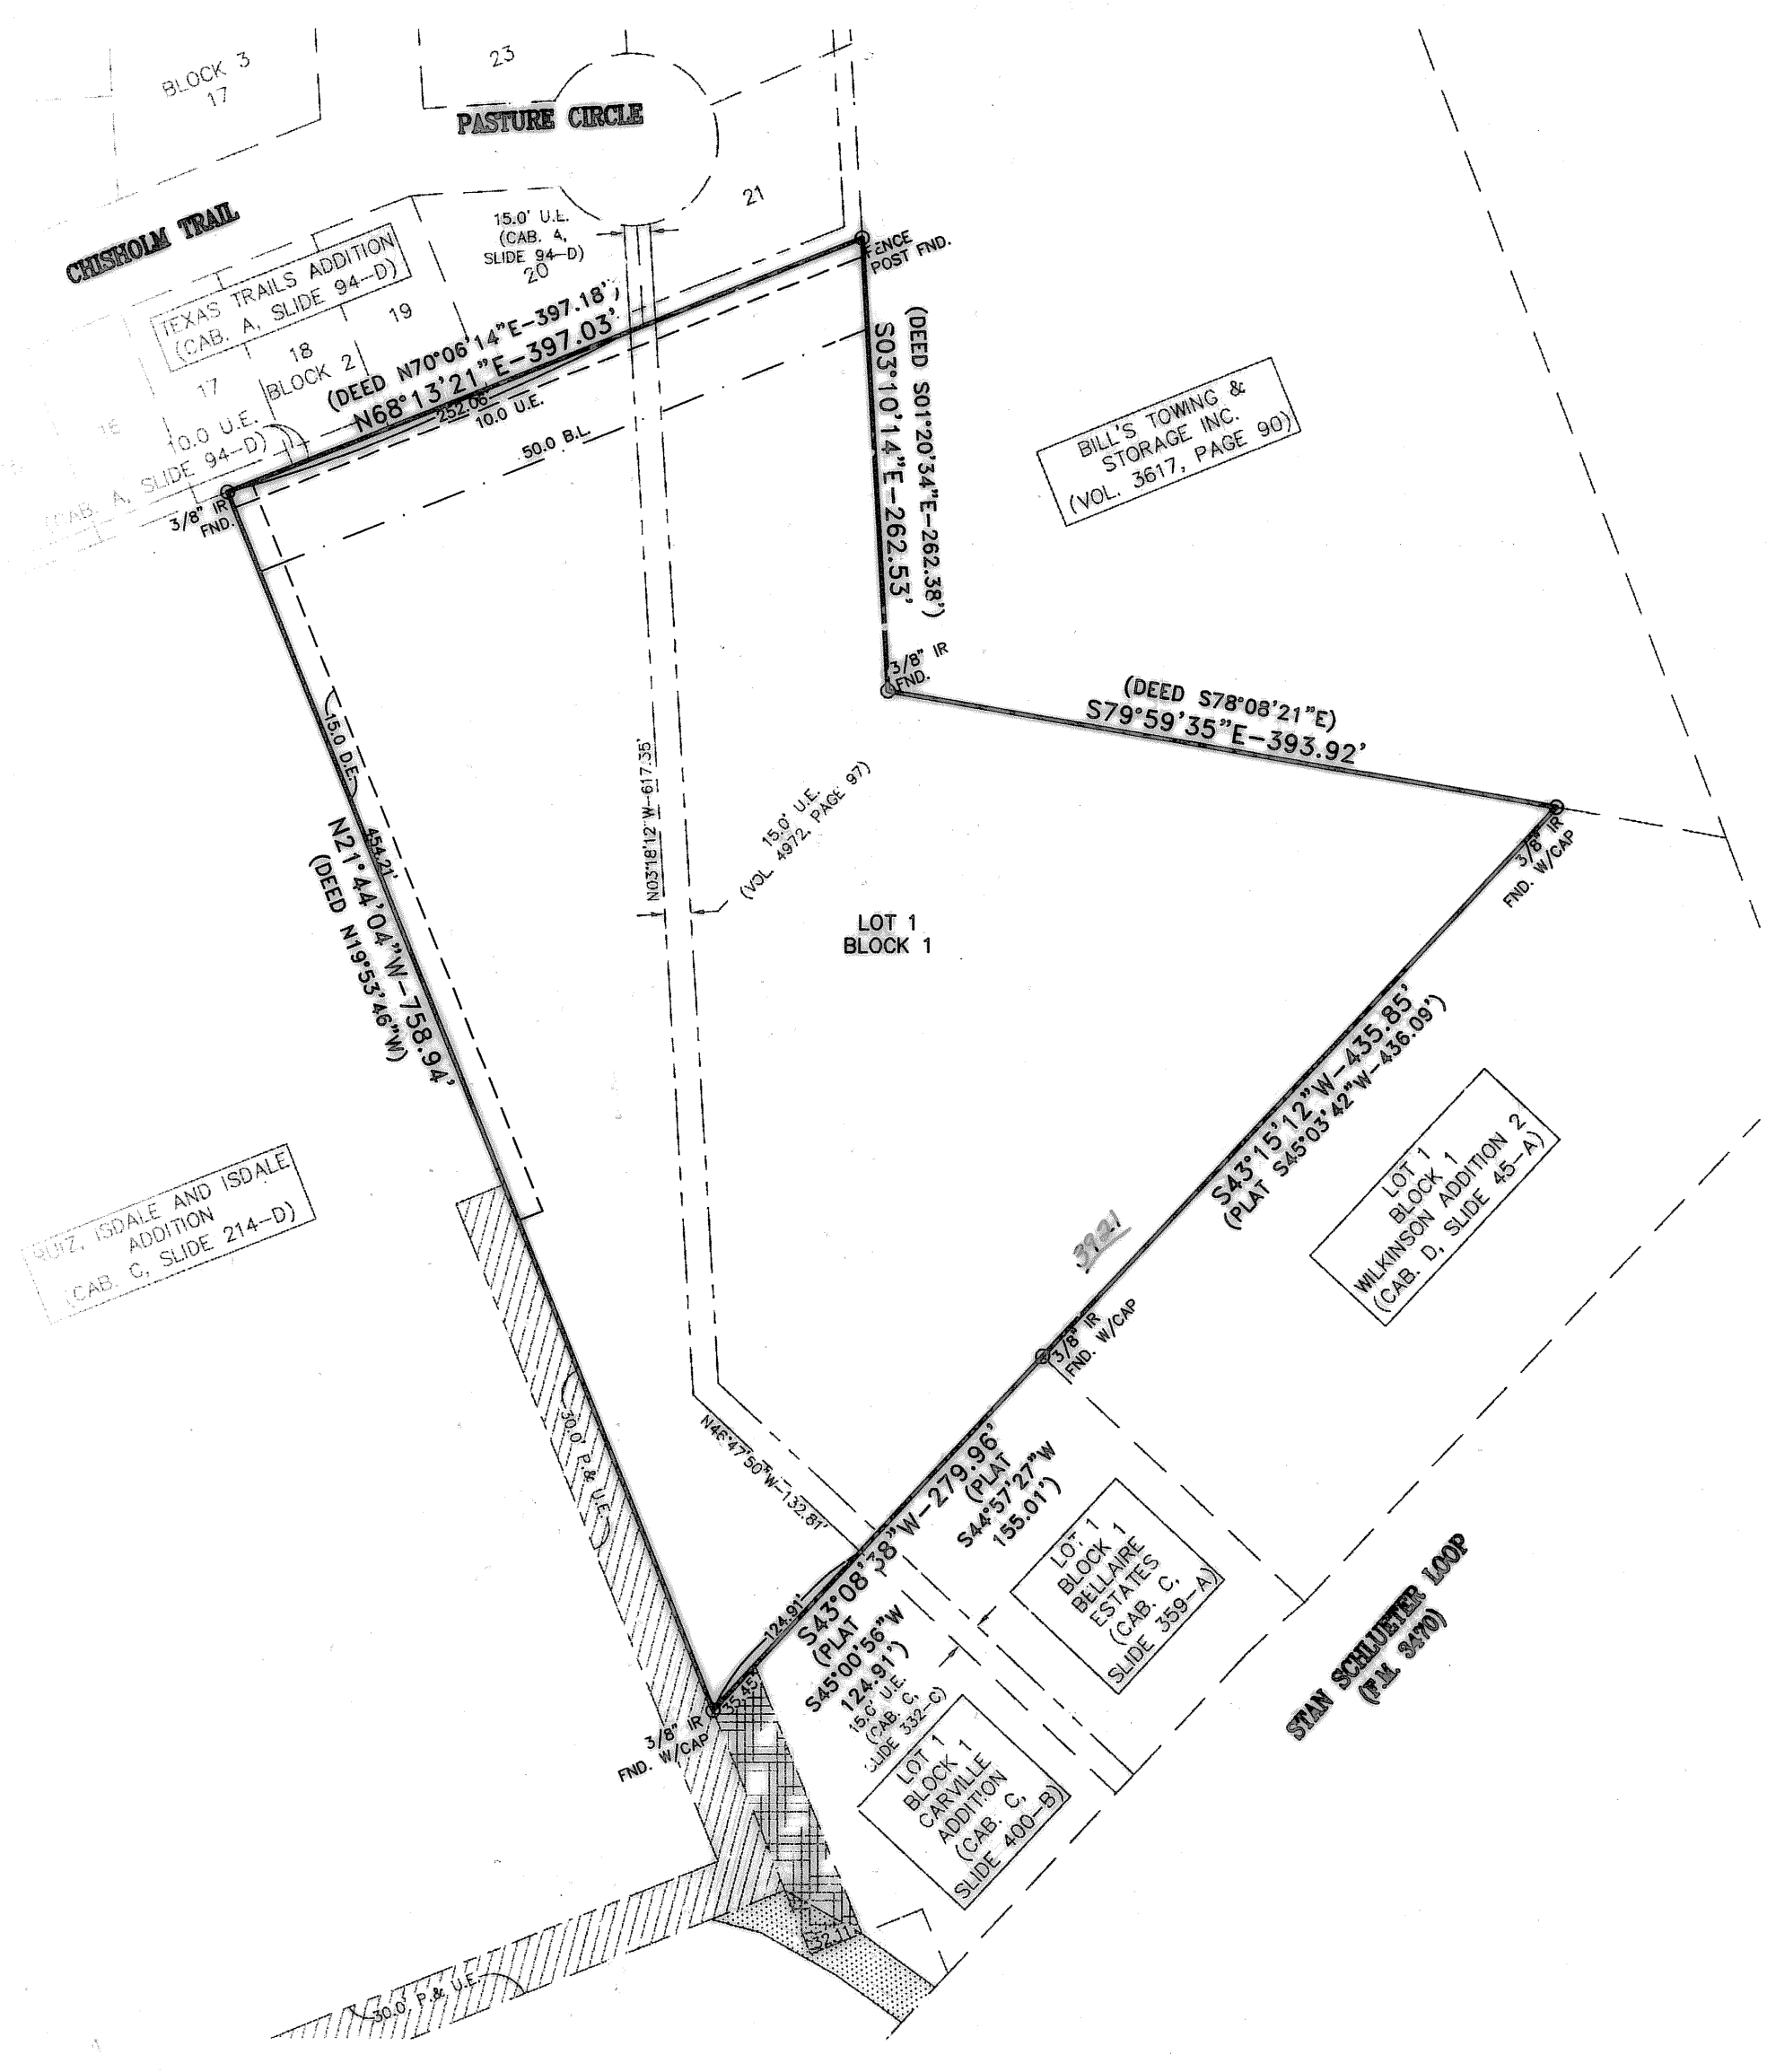 BLOCK 3
17
23
PASTURE CIRCLE
CHISHOLM TRAIL
21
15.0' U.E.
(CAB. 4,
SLIDE 94-D)
20
FENCE
POST FND.
TEXAS TRAILS ADDITION
(CAB. A, SLIDE 94-D)
19
18
BLOCK 2
17
16
10.0 U.E.
(CAB. A, SLIDE 94-D)
(DEED N70°06'14"E-397.18')
N68°13'21"E-397.03'
252.06'
10.0 U.E.
50.0 B.L.
3/8" IR
FND.
(DEED S01°20'34"E-262.38')
S03°10'14"E-262.53'
BILL'S TOWING &
STORAGE INC.
(VOL. 3617, PAGE 90)
3/8" IR
FND.
(DEED S78°08'21"E)
S79°59'35"E-393.92'
3/8" IR
FND. W/CAP
15.0 D.E.
454.21'
N21°44'04"W-758.94'
(DEED N19°53'46"W)
N03°18'12"W-617.35'
15.0' U.E.
(VOL. 4972, PAGE 97)
LOT 1
BLOCK 1
S43°15'12"W-435.85'
(PLAT S45°03'42"W-436.09')
LOT 1
BLOCK 1
WILKINSON ADDITION 2
(CAB. D, SLIDE 45-A)
RUIZ, ISDALE AND ISDALE
ADDITION
(CAB. C, SLIDE 214-D)
3921
3/8" IR
FND. W/CAP
30.0' P.& U.E.
N46°47'50"W-132.81'
S43°08'38"W-279.96'
(PLAT
S44°57'27"W
155.01')
LOT 1
BLOCK 1
BELLAIRE
ESTATES
(CAB. C,
SLIDE 359-A)
124.91'
(PLAT
S45°00'56"W
124.91')
15.0' U.E.
(CAB. C,
SLIDE 332-C)
35.45'
3/8" IR
FND. W/CAP
LOT 1
BLOCK 1
CARVILLE
ADDITION
(CAB. C,
SLIDE 400-B)
STAN SCHLUETER LOOP
(F.M. 3470)
32.11
30.0' P.& U.E.